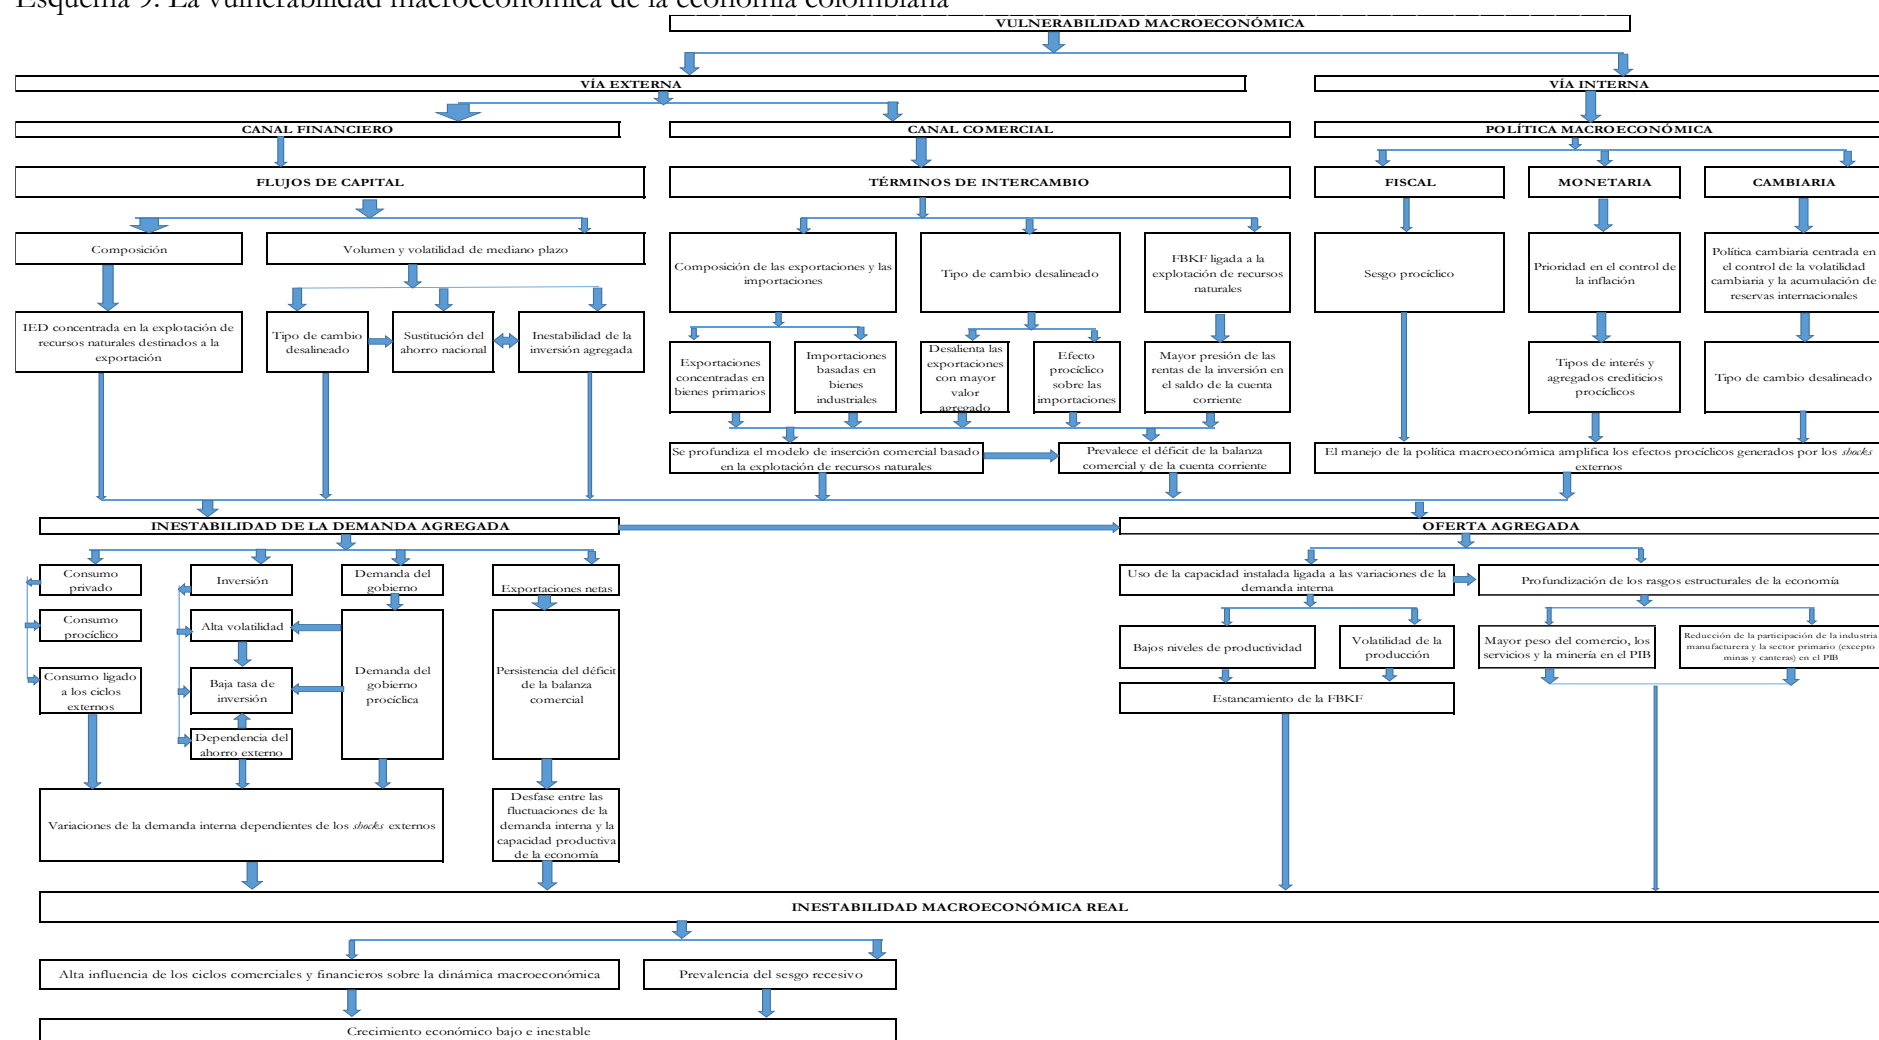 Esquema 9. La vulnerabilidad macroeconómica de la economía colombiana
VULNERABILIDAD MACROECONÓMICA
VÍA EXTERNA
VÍA INTERNA
CANAL FINANCIERO
CANAL COMERCIAL
POLÍTICA MACROECONÓMICA
FLUJOS DE CAPITAL
TÉRMINOS DE INTERCAMBIO
FISCAL
MONETARIA
CAMBIARIA
Composición
Volumen y volatilidad de mediano plazo
Composición de las exportaciones y las
importaciones
Tipo de cambio desalineado
FBKF ligada a la
explotación de recursos
naturales
Sesgo procíclico
Prioridad en el control de
la inflación
Política cambiaria centrada en
el control de la volatilidad
cambiaria y la acumulación de
reservas internacionales
IED concentrada en la explotación de
recursos naturales destinados a la
exportación
Tipo de cambio
desalineado
Sustitución del
ahorro nacional
Inestabilidad de la
inversión agregada
Exportaciones
concentradas en
bienes primarios
Importaciones
basadas en
bienes
industriales
Desalienta las
exportaciones
con mayor
valor
agregado
Efecto
procíclico
sobre las
importaciones
Mayor presión de las
rentas de la inversión en
el saldo de la cuenta
corriente
Tipos de interés y
agregados crediticios
procíclicos
Tipo de cambio desalineado
Se profundiza el modelo de inserción comercial basado
en la explotación de recursos naturales
Prevalece el déficit de la balanza
comercial y de la cuenta corriente
El manejo de la política macroeconómica amplifica los efectos procíclicos generados por los shocks
externos
INESTABILIDAD DE LA DEMANDA AGREGADA
OFERTA AGREGADA
Consumo
privado
Inversión
Demanda del
gobierno
Exportaciones netas
Uso de la capacidad instalada ligada a las variaciones de la
demanda interna
Profundización de los rasgos estructurales de la economía
Consumo
procíclico
Alta volatilidad
Demanda del
gobierno
procíclica
Persistencia del déficit
de la balanza
comercial
Bajos niveles de productividad
Volatilidad de la
producción
Mayor peso del comercio, los
servicios y la minería en el PIB
Reducción de la participación de la industria
manufacturera y la sector primario (excepto
minas y canteras) en el PIB
Consumo ligado
a los ciclos
externos
Baja tasa de
inversión
Estancamiento de la FBKF
Dependencia del
ahorro externo
Variaciones de la demanda interna dependientes de los shocks externos
Desfase entre las
fluctuaciones de la
demanda interna y la
capacidad productiva
de la economía
INESTABILIDAD MACROECONÓMICA REAL
Alta influencia de los ciclos comerciales y financieros sobre la dinámica macroeconómica
Prevalencia del sesgo recesivo
Crecimiento económico bajo e inestable